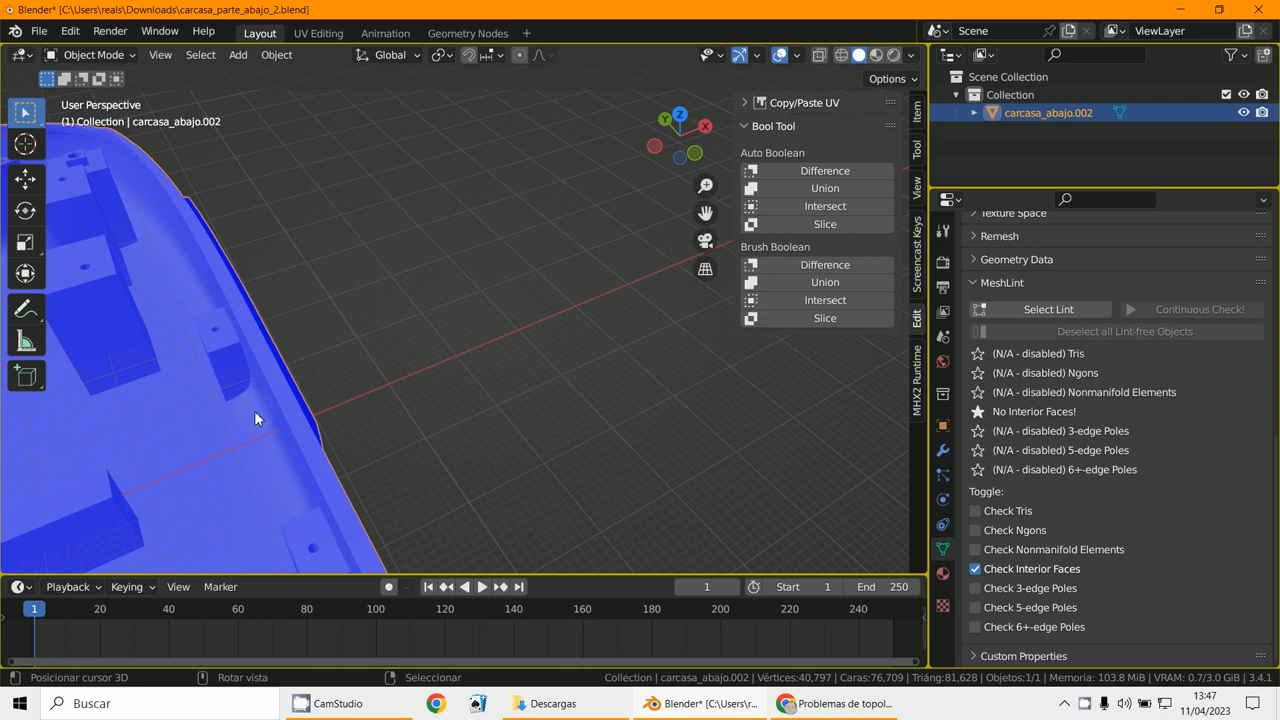 Blender* [C:\Users\reals\Downloads\carcasa_parte_abajo_2.blend]
File Edit Render Window Help Layout UV Editing Animation Geometry Nodes + Scene ViewLayer
Object Mode View Select Add Object Global
Options
User Perspective
(1) Collection | carcasa_abajo.002
Z
Y
X
Copy/Paste UV
Bool Tool
Auto Boolean
Difference
Union
Intersect
Slice
Brush Boolean
Difference
Union
Intersect
Slice
Item
Tool
View
Screencast Keys
Edit
MHX2 Runtime
Scene Collection
Collection
carcasa_abajo.002
Texture Space
Remesh
Geometry Data
MeshLint
Select Lint Continuous Check!
Deselect all Lint-free Objects
(N/A - disabled) Tris
(N/A - disabled) Ngons
(N/A - disabled) Nonmanifold Elements
No Interior Faces!
(N/A - disabled) 3-edge Poles
(N/A - disabled) 5-edge Poles
(N/A - disabled) 6+-edge Poles
Toggle:
Check Tris
Check Ngons
Check Nonmanifold Elements
Check Interior Faces
Check 3-edge Poles
Check 5-edge Poles
Check 6+-edge Poles
Custom Properties
Playback Keying View Marker 1 Start 1 End 250
1 20 40 60 80 100 120 140 160 180 200 220 240
Posicionar cursor 3D Rotar vista Seleccionar Collection | carcasa_abajo.002 | Vértices:40,797 | Caras:76,709 | Triáng:81,628 | Objetos:1/1 | Memoria: 103.8 MiB | VRAM: 0.7/3.0 GiB | 3.4.1
Buscar CamStudio Descargas Blender* [C:\Users\r... Problemas de topol...
13:47
11/04/2023